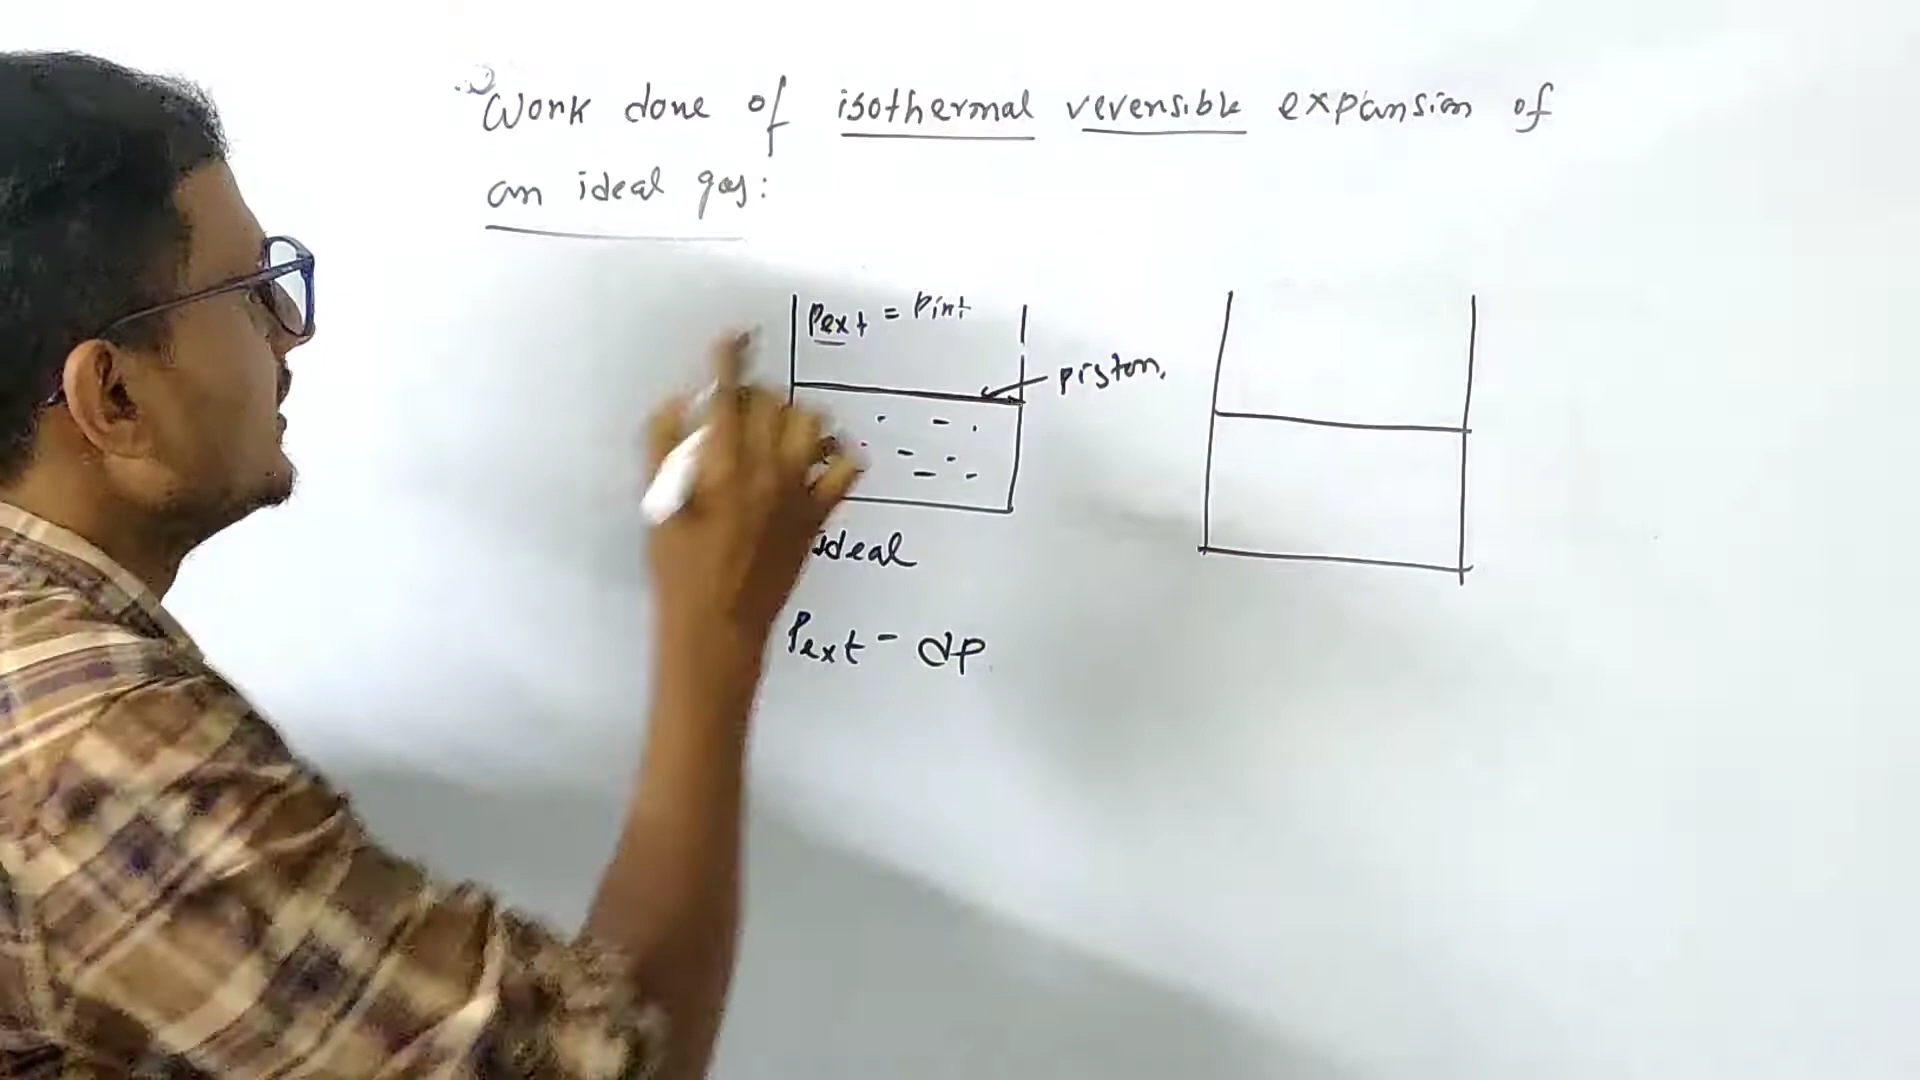 Work done of isothermal reversible expansion of
an ideal gas:
Pext = Pint
piston,
ideal
Pext - dP